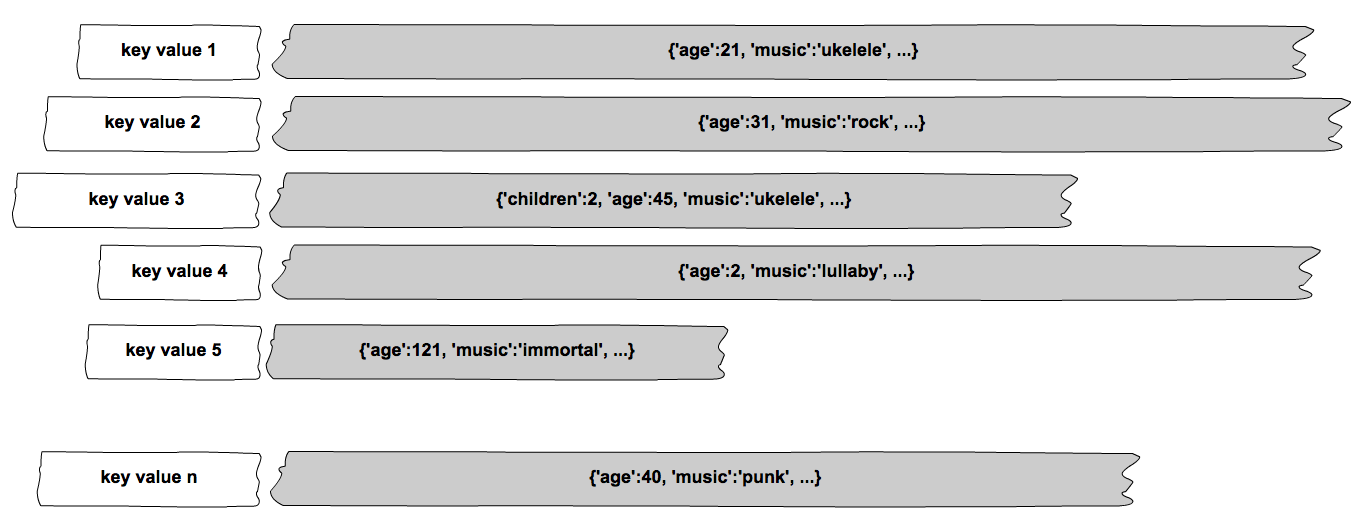 key value 1 {'age':21, 'music':'ukelele', ...}
key value 2 {'age':31, 'music':'rock', ...}
key value 3 {'children':2, 'age':45, 'music':'ukelele', ...}
key value 4 {'age':2, 'music':'lullaby', ...}
key value 5 {'age':121, 'music':'immortal', ...}
key value n {'age':40, 'music':'punk', ...}